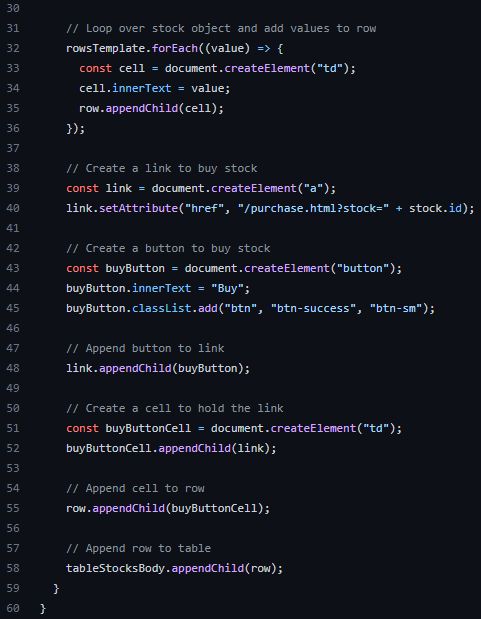 30
31 // Loop over stock object and add values to row
32 rowsTemplate.forEach((value) => {
33 const cell = document.createElement("td");
34 cell.innerText = value;
35 row.appendChild(cell);
36 });
37
38 // Create a link to buy stock
39 const link = document.createElement("a");
40 link.setAttribute("href", "/purchase.html?stock=" + stock.id);
41
42 // Create a button to buy stock
43 const buyButton = document.createElement("button");
44 buyButton.innerText = "Buy";
45 buyButton.classList.add("btn", "btn-success", "btn-sm");
46
47 // Append button to link
48 link.appendChild(buyButton);
49
50 // Create a cell to hold the link
51 const buyButtonCell = document.createElement("td");
52 buyButtonCell.appendChild(link);
53
54 // Append cell to row
55 row.appendChild(buyButtonCell);
56
57 // Append row to table
58 tableStocksBody.appendChild(row);
59 }
60 }